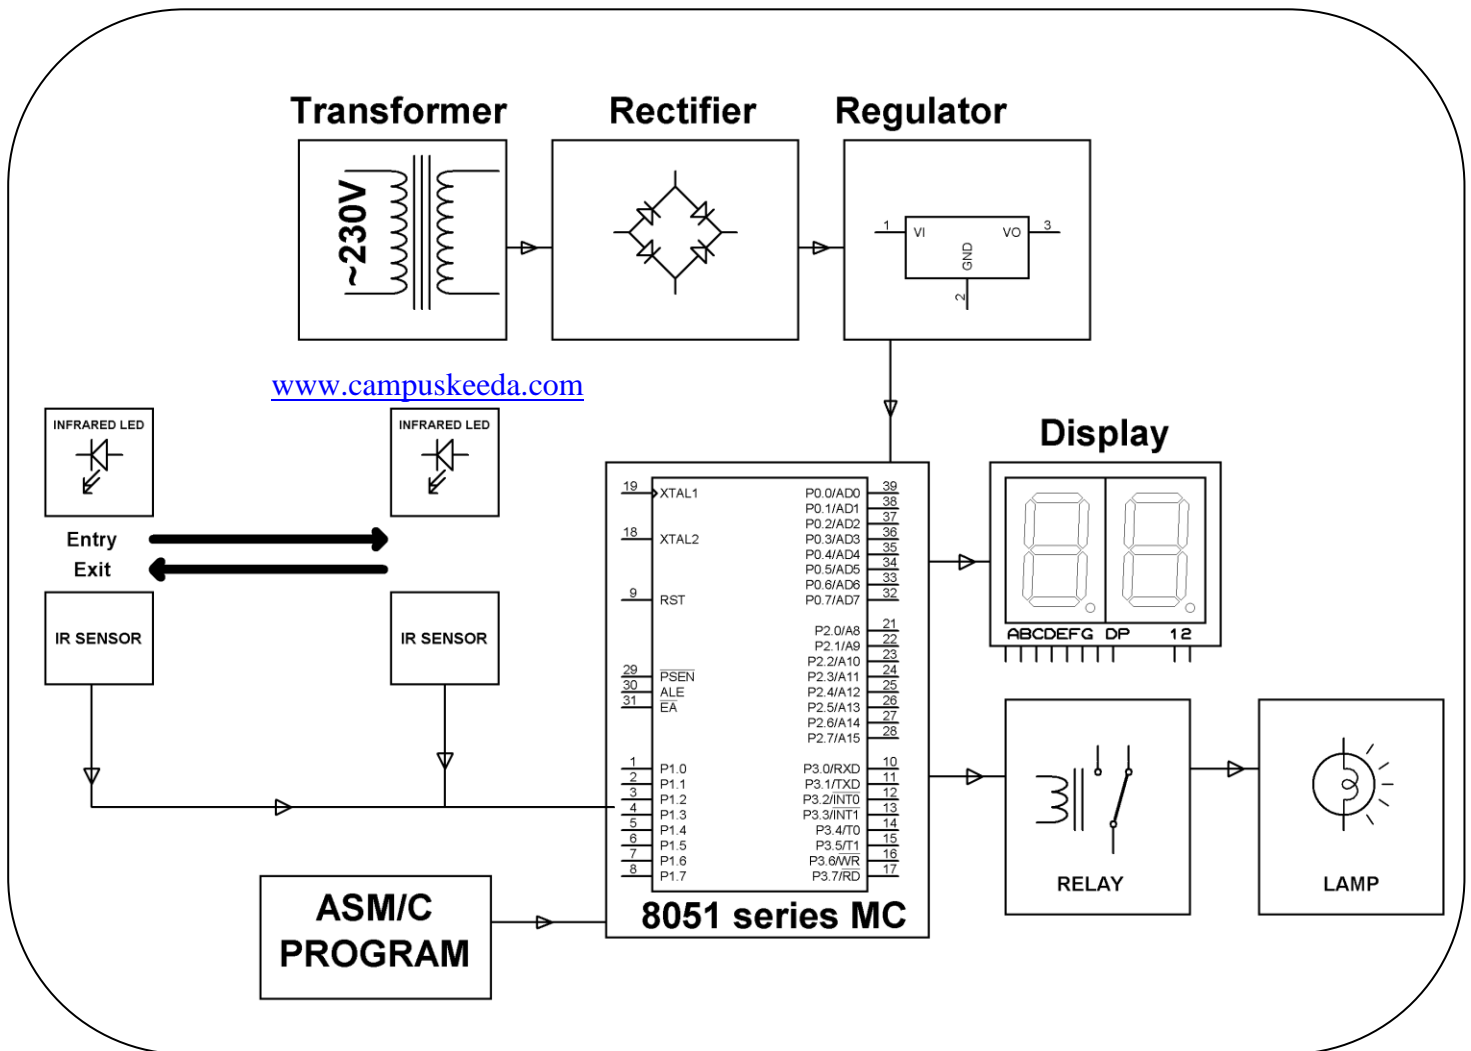 Transformer
Rectifier
Regulator
~230V
1
VI
VO
3
GND
2
www.campuskeeda.com
INFRARED LED
INFRARED LED
Entry
Exit
IR SENSOR
IR SENSOR
19 XTAL1
18 XTAL2
9 RST
29 PSEN
30 ALE
31 EA
1 P1.0
2 P1.1
3 P1.2
4 P1.3
5 P1.4
6 P1.5
7 P1.6
8 P1.7
P0.0/AD0 39
P0.1/AD1 38
P0.2/AD2 37
P0.3/AD3 36
P0.4/AD4 35
P0.5/AD5 34
P0.6/AD6 33
P0.7/AD7 32
P2.0/A8 21
P2.1/A9 22
P2.2/A10 23
P2.3/A11 24
P2.4/A12 25
P2.5/A13 26
P2.6/A14 27
P2.7/A15 28
P3.0/RXD 10
P3.1/TXD 11
P3.2/INT0 12
P3.3/INT1 13
P3.4/T0 14
P3.5/T1 15
P3.6/WR 16
P3.7/RD 17
8051 series MC
Display
ABCDEFG DP 12
RELAY
LAMP
ASM/C
PROGRAM